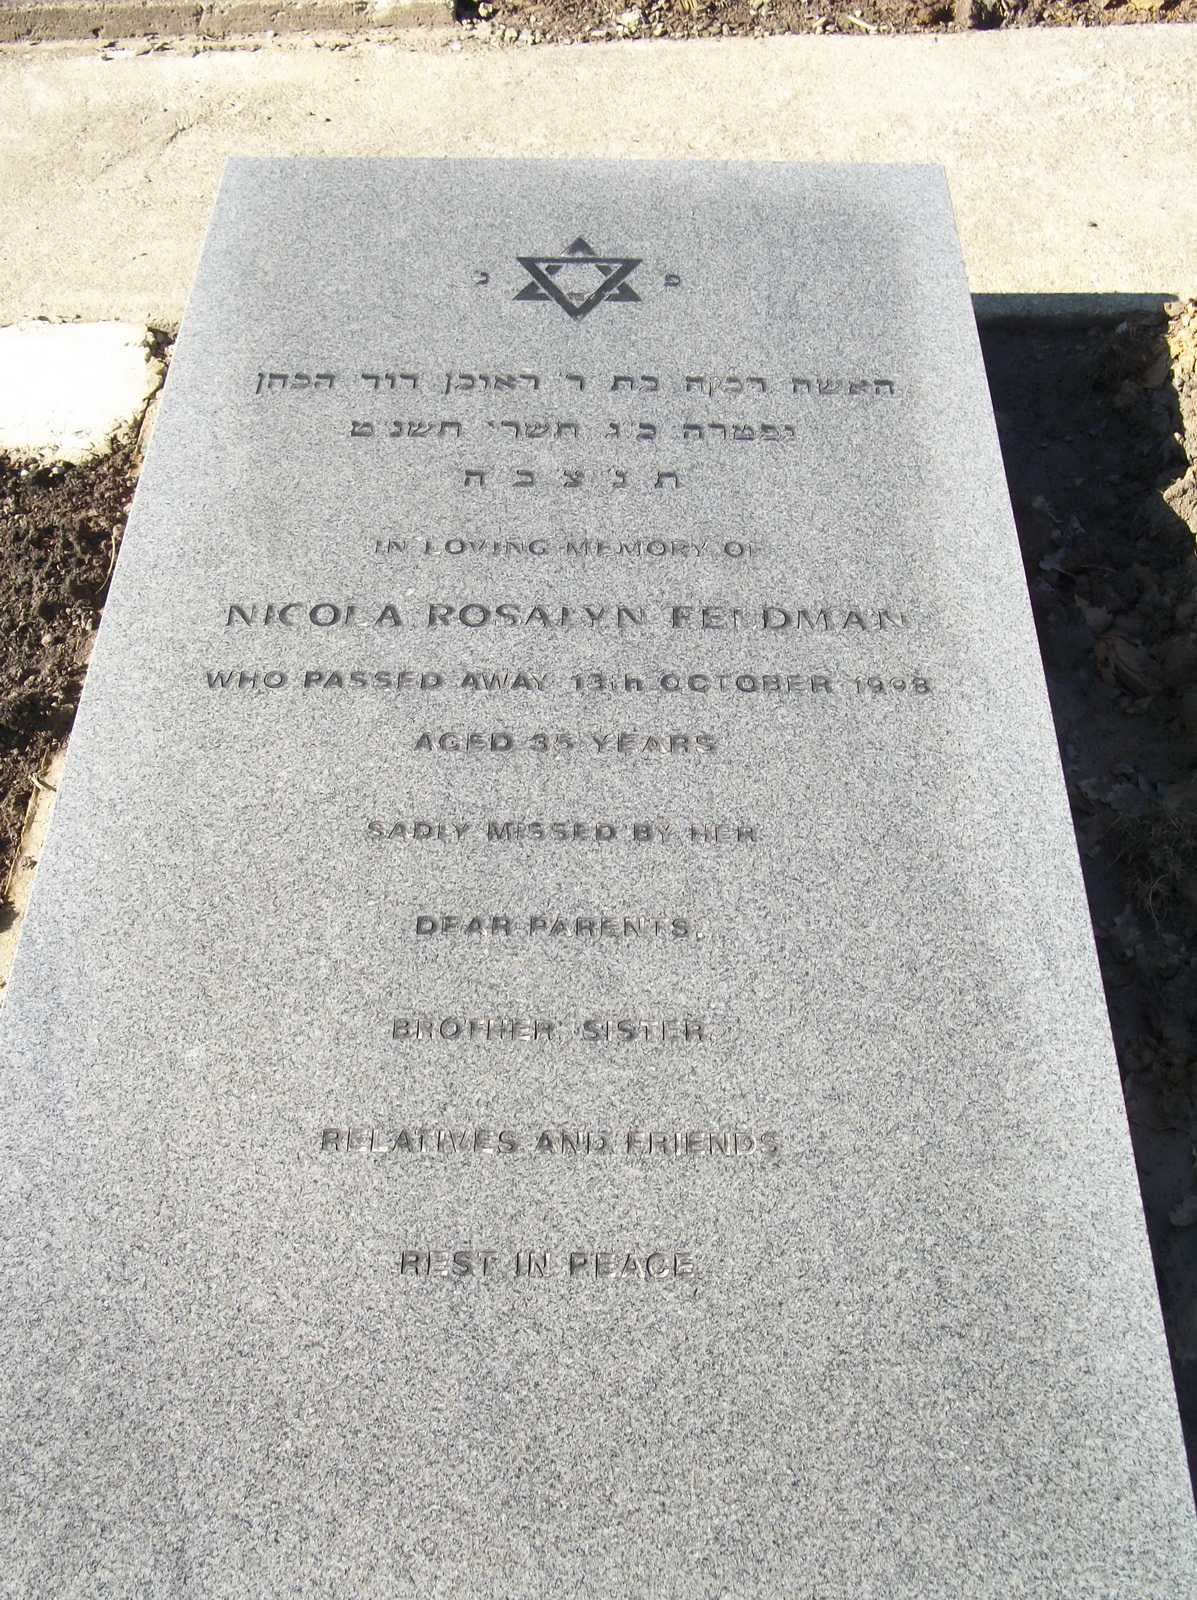 פ נ
האשה רבקה בת ר' ראובן דוד הכהן
נפטרה כ"ג תשרי תשנ"ט
ת נ צ ב ה
IN LOVING MEMORY OF
NICOLA ROSALYN FELDMAN
WHO PASSED AWAY 13th OCTOBER 1998
AGED 35 YEARS
SADLY MISSED BY HER
DEAR PARENTS,
BROTHER, SISTER,
RELATIVES AND FRIENDS
REST IN PEACE